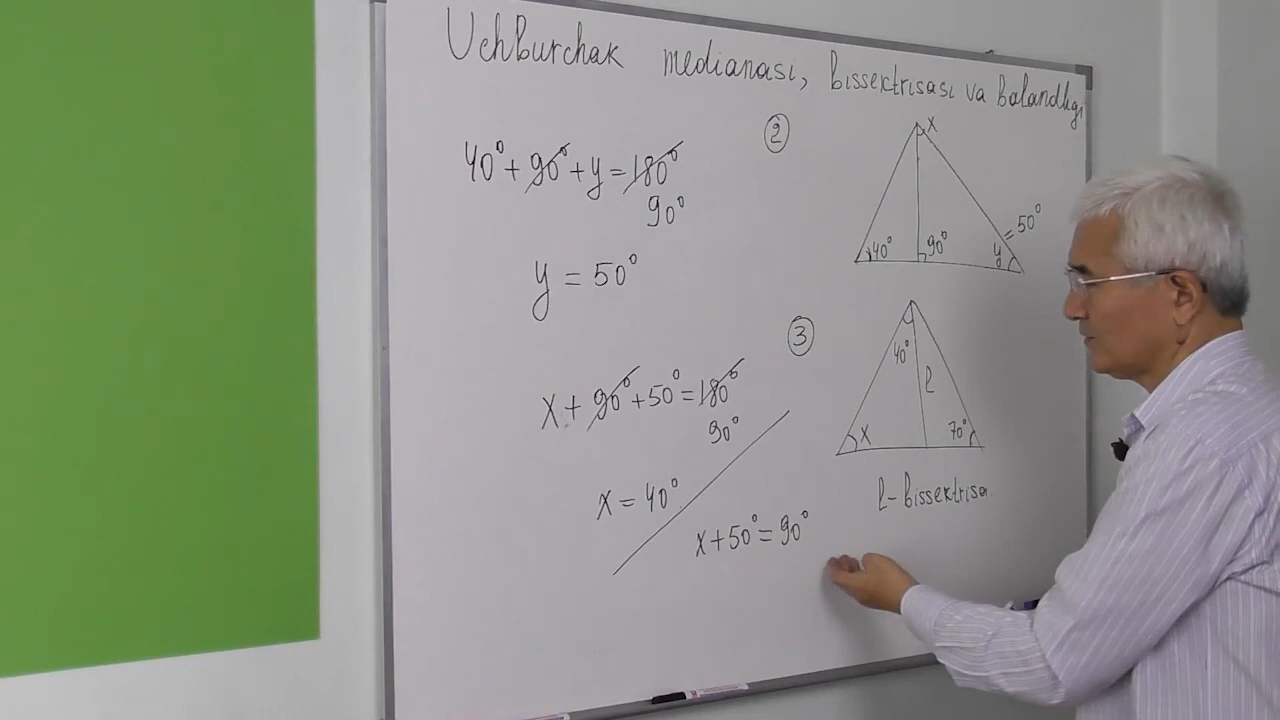 Uchburchak medianasi, bissektrisasi va balandligi
40° + 90° + y = 180°
90°
y = 50°
x + 90° + 50° = 180°
90°
x = 40°
x + 50° = 90°
2
x
40°
90°
y
= 50°
3
40°
l
x
70°
l - bissektrisa